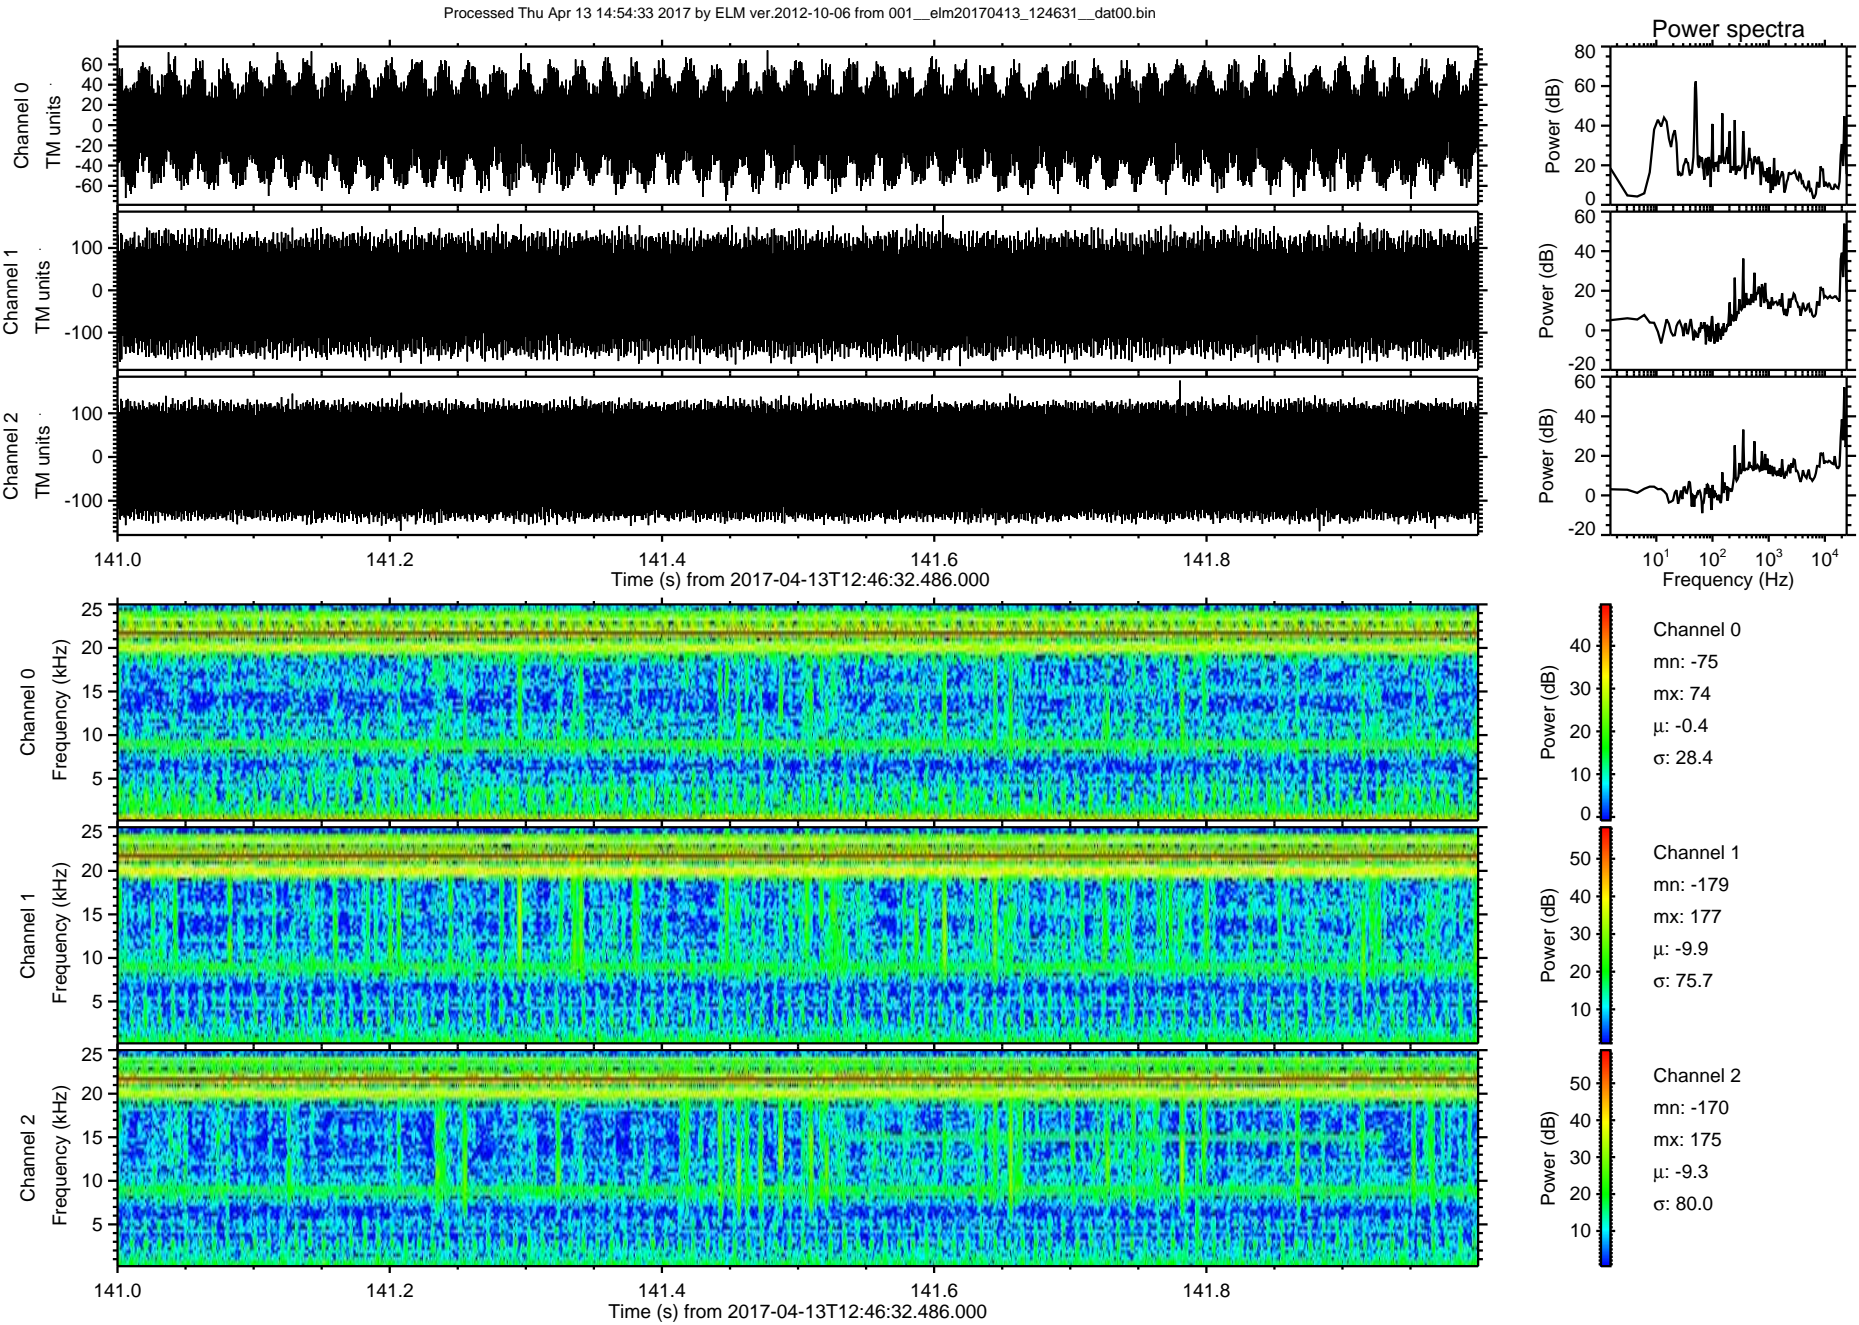 Processed Thu Apr 13 14:54:33 2017 by ELM ver.2012-10-06 from 001__elm20170413_124631__dat00.bin
Power spectra
Channel 0
TM units
60
40
20
0
-20
-40
-60
Power (dB)
80
60
40
20
0
Channel 1
TM units
100
0
-100
Power (dB)
60
40
20
0
-20
Channel 2
TM units
100
0
-100
Power (dB)
60
40
20
0
-20
141.0 141.2 141.4 141.6 141.8
Time (s) from 2017-04-13T12:46:32.486.000
10^1 10^2 10^3 10^4
Frequency (Hz)
Channel 0
Frequency (kHz)
25
20
15
10
5
Power (dB)
40
30
20
10
0
Channel 0
mn: -75
mx: 74
μ: -0.4
σ: 28.4
Channel 1
Frequency (kHz)
25
20
15
10
5
Power (dB)
50
40
30
20
10
Channel 1
mn: -179
mx: 177
μ: -9.9
σ: 75.7
Channel 2
Frequency (kHz)
25
20
15
10
5
Power (dB)
50
40
30
20
10
Channel 2
mn: -170
mx: 175
μ: -9.3
σ: 80.0
141.0 141.2 141.4 141.6 141.8
Time (s) from 2017-04-13T12:46:32.486.000